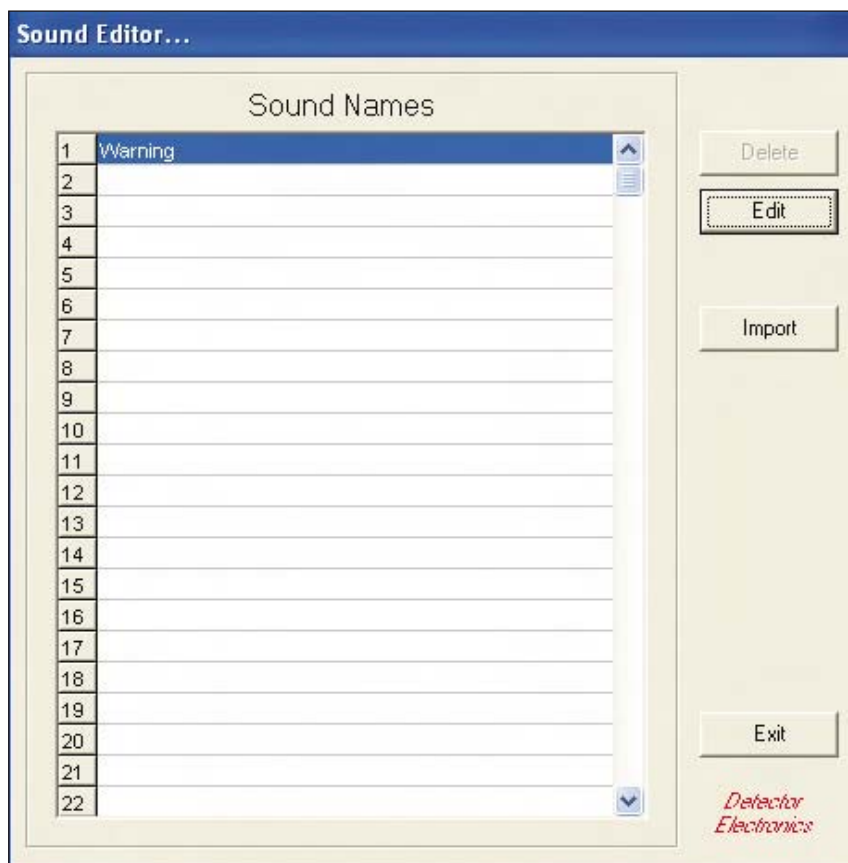 Sound Editor...
Sound Names
1 Warning
2
3
4
5
6
7
8
9
10
11
12
13
14
15
16
17
18
19
20
21
22
Delete
Edit
Import
Exit
Detector
Electronics